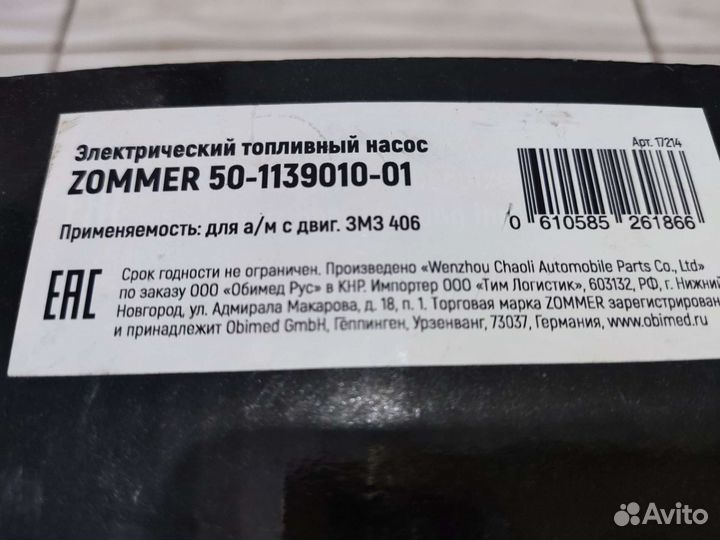 Электрический топливный насос
ZOMMER 50-1139010-01
Применяемость: для а/м с двиг. ЗМЗ 406
Арт. 17214
0 610585 261866
EAC
Срок годности не ограничен. Произведено «Wenzhou Chaoli Automobile Parts Co., Ltd»
по заказу ООО «Обимед Рус» в КНР. Импортер ООО «Тим Логистик», 603132, РФ, г. Нижний
Новгород, ул. Адмирала Макарова, д. 18, п. 1. Торговая марка ZOMMER зарегистрирован
и принадлежит Obimed GmbH, Гёппинген, Урзенванг, 73037, Германия, www.obimed.ru
Avito